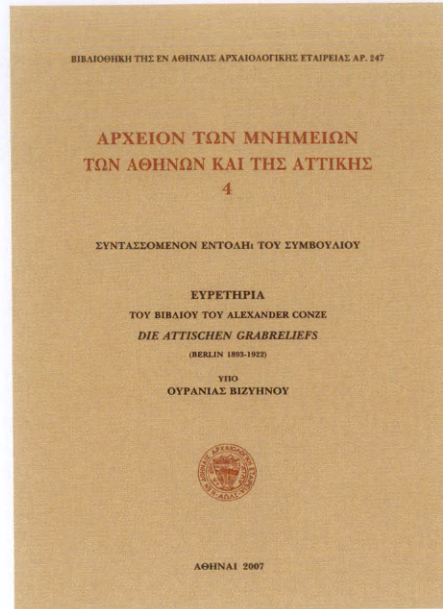 ΒΙΒΛΙΟΘΗΚΗ ΤΗΣ ΕΝ ΑΘΗΝΑΙΣ ΑΡΧΑΙΟΛΟΓΙΚΗΣ ΕΤΑΙΡΕΙΑΣ ΑΡ. 247
ΑΡΧΕΙΟΝ ΤΩΝ ΜΝΗΜΕΙΩΝ
ΤΩΝ ΑΘΗΝΩΝ ΚΑΙ ΤΗΣ ΑΤΤΙΚΗΣ
4
ΣΥΝΤΑΣΣΟΜΕΝΟΝ ΕΝΤΟΛΗι ΤΟΥ ΣΥΜΒΟΥΛΙΟΥ
ΕΥΡΕΤΗΡΙΑ
ΤΟΥ ΒΙΒΛΙΟΥ ΤΟΥ ALEXANDER CONZE
DIE ATTISCHEN GRABRELIEFS
(BERLIN 1893-1922)
ΥΠΟ
ΟΥΡΑΝΙΑΣ ΒΙΖΥΗΝΟΥ
ΑΘΗΝΑΙ 2007